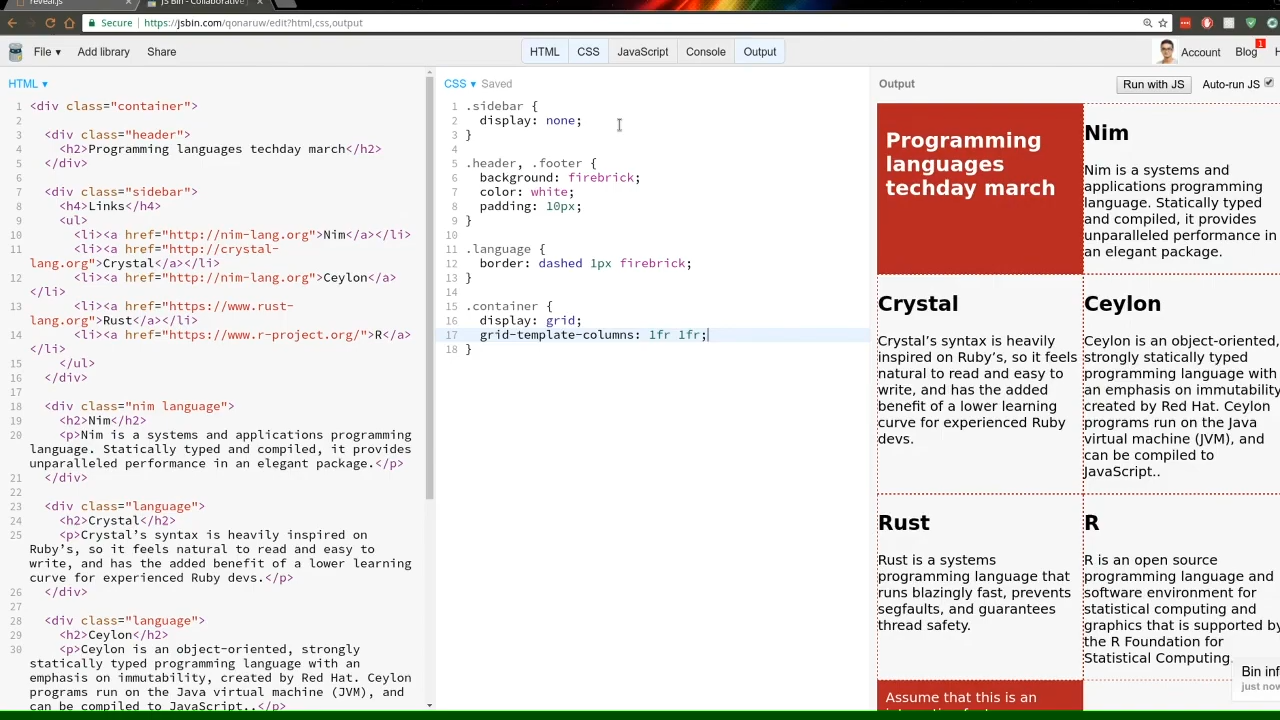 reveal.js
JS Bin - Collaborative
Secure
https://jsbin.com/qonaruw/edit?html,css,output
File
Add library
Share
HTML
CSS
JavaScript
Console
Output
Account
Blog
1
HTML
1 <div class="container">
2
3 <div class="header">
4 <h2>Programming languages techday march</h2>
5 </div>
6
7 <div class="sidebar">
8 <h4>Links</h4>
9 <ul>
10 <li><a href="http://nim-lang.org">Nim</a></li>
11 <li><a href="http://crystal-
lang.org">Crystal</a></li>
12 <li><a href="http://nim-lang.org">Ceylon</a>
</li>
13 <li><a href="https://www.rust-
lang.org">Rust</a></li>
14 <li><a href="https://www.r-project.org/">R</a>
</li>
15 </ul>
16 </div>
17
18 <div class="nim language">
19 <h2>Nim</h2>
20 <p>Nim is a systems and applications programming
language. Statically typed and compiled, it provides
unparalleled performance in an elegant package.</p>
21 </div>
22
23 <div class="language">
24 <h2>Crystal</h2>
25 <p>Crystal’s syntax is heavily inspired on
Ruby’s, so it feels natural to read and easy to
write, and has the added benefit of a lower learning
curve for experienced Ruby devs.</p>
26 </div>
27
28 <div class="language">
29 <h2>Ceylon</h2>
30 <p>Ceylon is an object-oriented, strongly
statically typed programming language with an
emphasis on immutability, created by Red Hat. Ceylon
programs run on the Java virtual machine (JVM), and
can be compiled to JavaScript..</p>
CSS
Saved
1 .sidebar {
2 display: none;
3 }
4
5 .header, .footer {
6 background: firebrick;
7 color: white;
8 padding: 10px;
9 }
10
11 .language {
12 border: dashed 1px firebrick;
13 }
14
15 .container {
16 display: grid;
17 grid-template-columns: 1fr 1fr;
18 }
Output
Run with JS
Auto-run JS
Programming
languages
techday march
Nim
Nim is a systems and
applications programming
language. Statically typed
and compiled, it provides
unparalleled performance in
an elegant package.
Crystal
Crystal’s syntax is heavily
inspired on Ruby’s, so it feels
natural to read and easy to
write, and has the added
benefit of a lower learning
curve for experienced Ruby
devs.
Ceylon
Ceylon is an object-oriented,
strongly statically typed
programming language with
an emphasis on immutability,
created by Red Hat. Ceylon
programs run on the Java
virtual machine (JVM), and
can be compiled to
JavaScript..
Rust
Rust is a systems
programming language that
runs blazingly fast, prevents
segfaults, and guarantees
thread safety.
R
R is an open source
programming language and
software environment for
statistical computing and
graphics that is supported by
the R Foundation for
Statistical Computing.
Assume that this is an
Bin info
just now